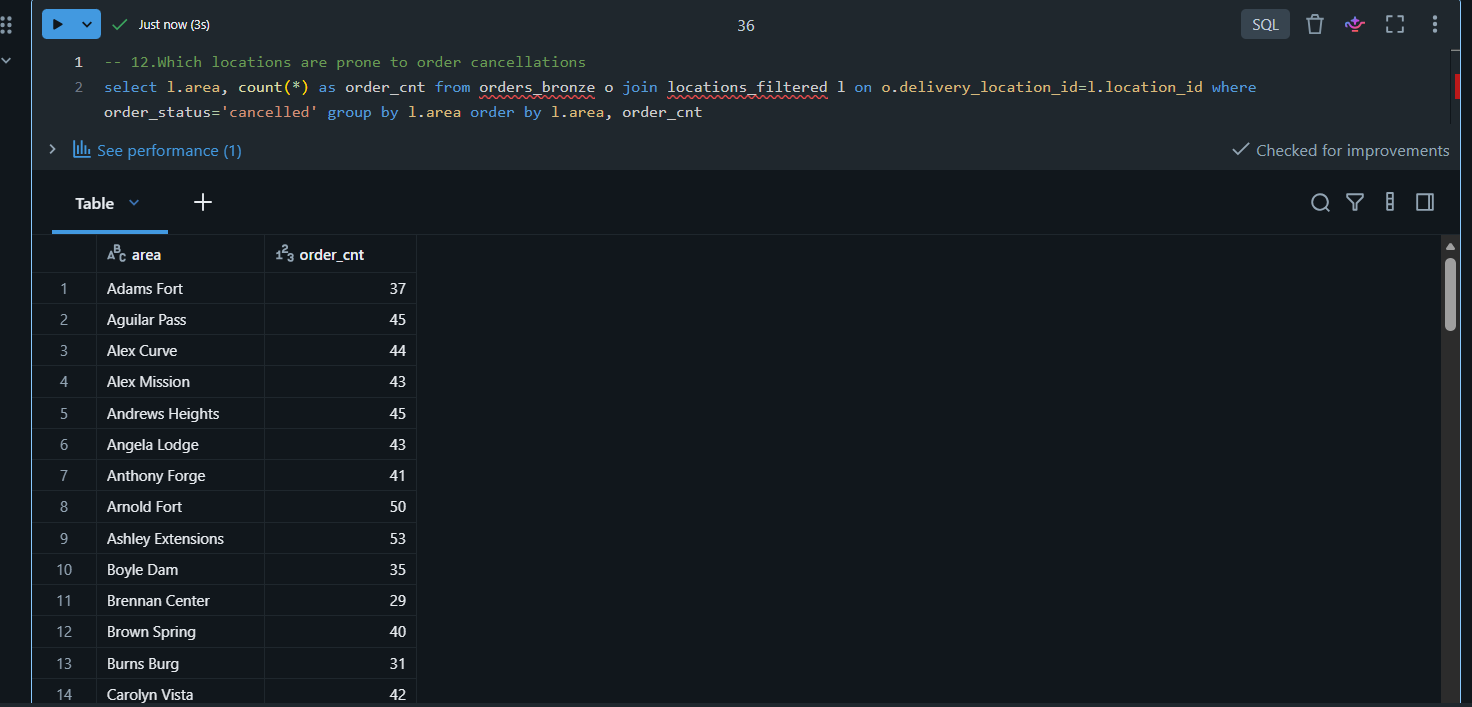 Just now (3s)
36
SQL
1 -- 12.Which locations are prone to order cancellations
2 select l.area, count(*) as order_cnt from orders_bronze o join locations_filtered l on o.delivery_location_id=l.location_id where
order_status='cancelled' group by l.area order by l.area, order_cnt
See performance (1)
Checked for improvements
Table
area order_cnt
1 Adams Fort 37
2 Aguilar Pass 45
3 Alex Curve 44
4 Alex Mission 43
5 Andrews Heights 45
6 Angela Lodge 43
7 Anthony Forge 41
8 Arnold Fort 50
9 Ashley Extensions 53
10 Boyle Dam 35
11 Brennan Center 29
12 Brown Spring 40
13 Burns Burg 31
14 Carolyn Vista 42